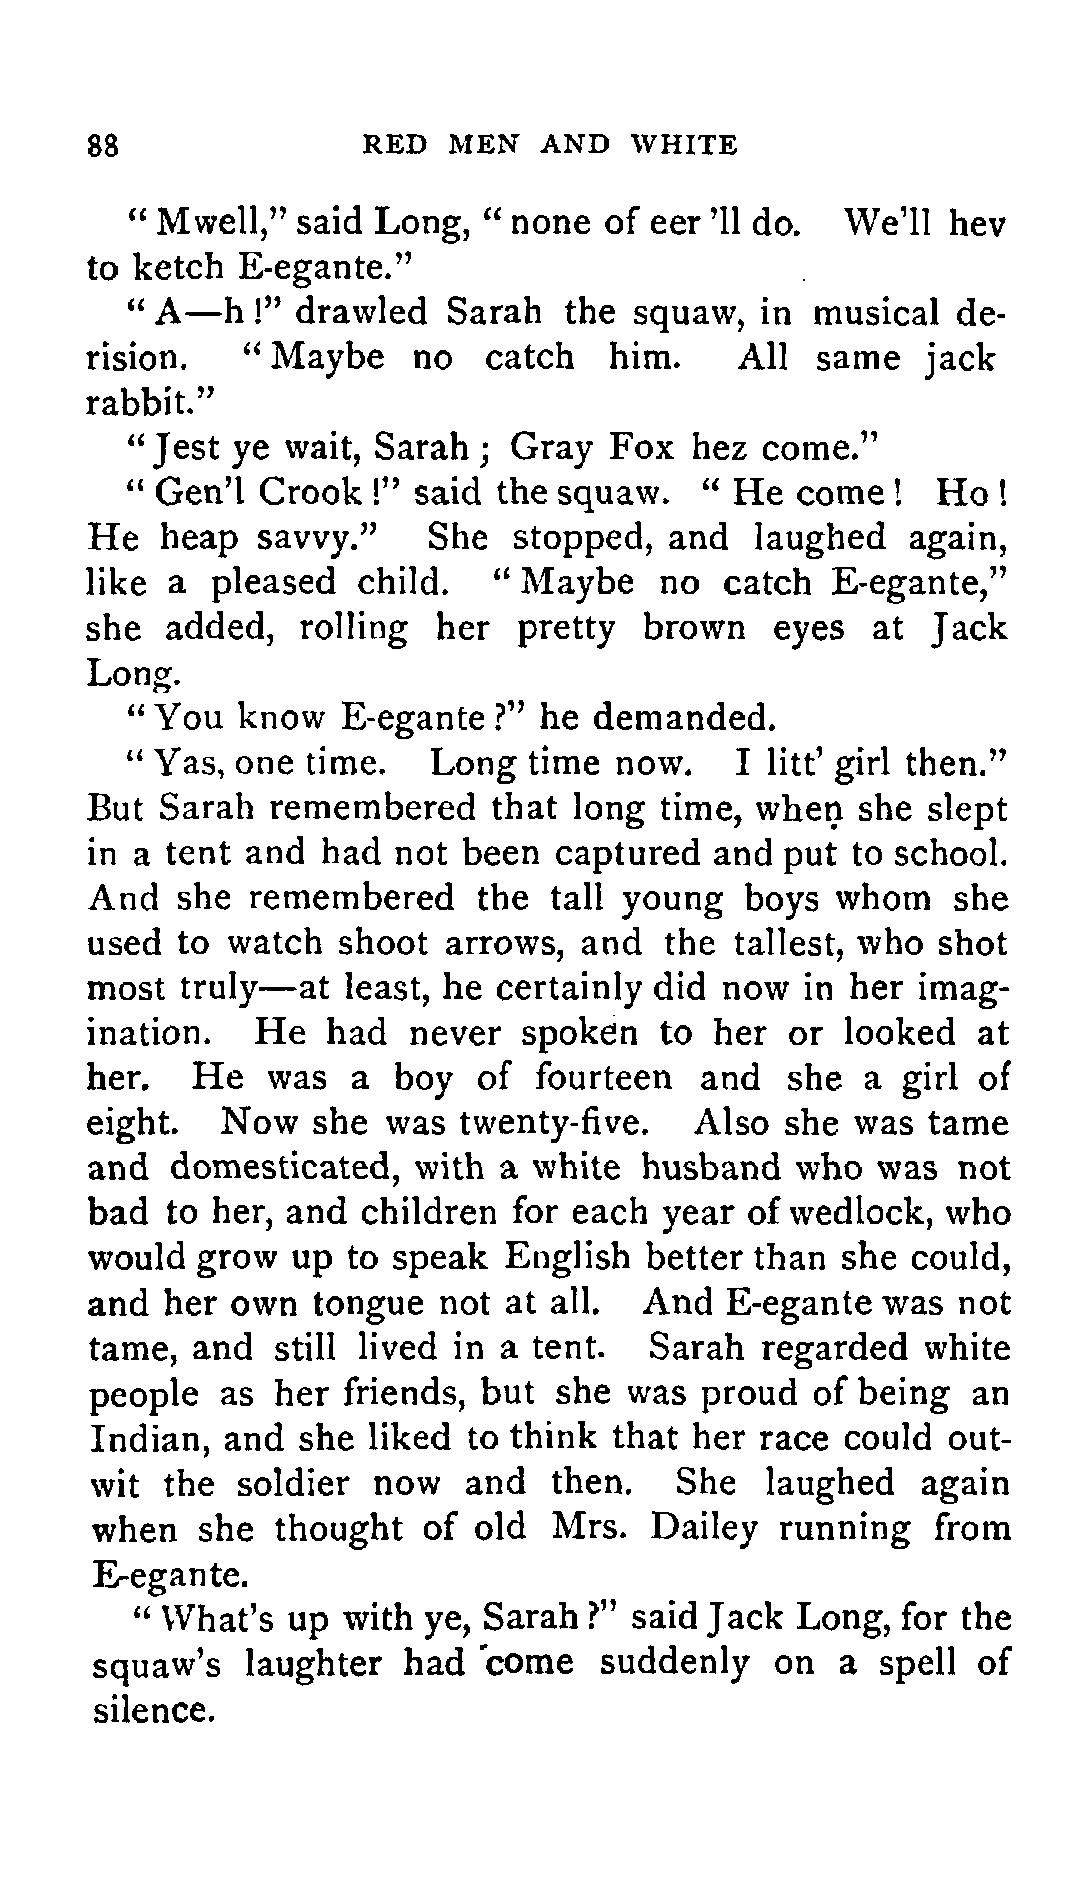 88 RED MEN AND WHITE
“Mwell,” said Long, “none of eer ’ll do. We’ll hev
to ketch E-egante.”
“A—h!” drawled Sarah the squaw, in musical de-
rision. “Maybe no catch him. All same jack
rabbit.”
“Jest ye wait, Sarah; Gray Fox hez come.”
“Gen’l Crook!” said the squaw. “He come! Ho!
He heap savvy.” She stopped, and laughed again,
like a pleased child. “Maybe no catch E-egante,”
she added, rolling her pretty brown eyes at Jack
Long.
“You know E-egante?” he demanded.
“Yas, one time. Long time now. I litt’ girl then.”
But Sarah remembered that long time, when she slept
in a tent and had not been captured and put to school.
And she remembered the tall young boys whom she
used to watch shoot arrows, and the tallest, who shot
most truly—at least, he certainly did now in her imag-
ination. He had never spoken to her or looked at
her. He was a boy of fourteen and she a girl of
eight. Now she was twenty-five. Also she was tame
and domesticated, with a white husband who was not
bad to her, and children for each year of wedlock, who
would grow up to speak English better than she could,
and her own tongue not at all. And E-egante was not
tame, and still lived in a tent. Sarah regarded white
people as her friends, but she was proud of being an
Indian, and she liked to think that her race could out-
wit the soldier now and then. She laughed again
when she thought of old Mrs. Dailey running from
E-egante.
“What’s up with ye, Sarah?” said Jack Long, for the
squaw’s laughter had come suddenly on a spell of
silence.